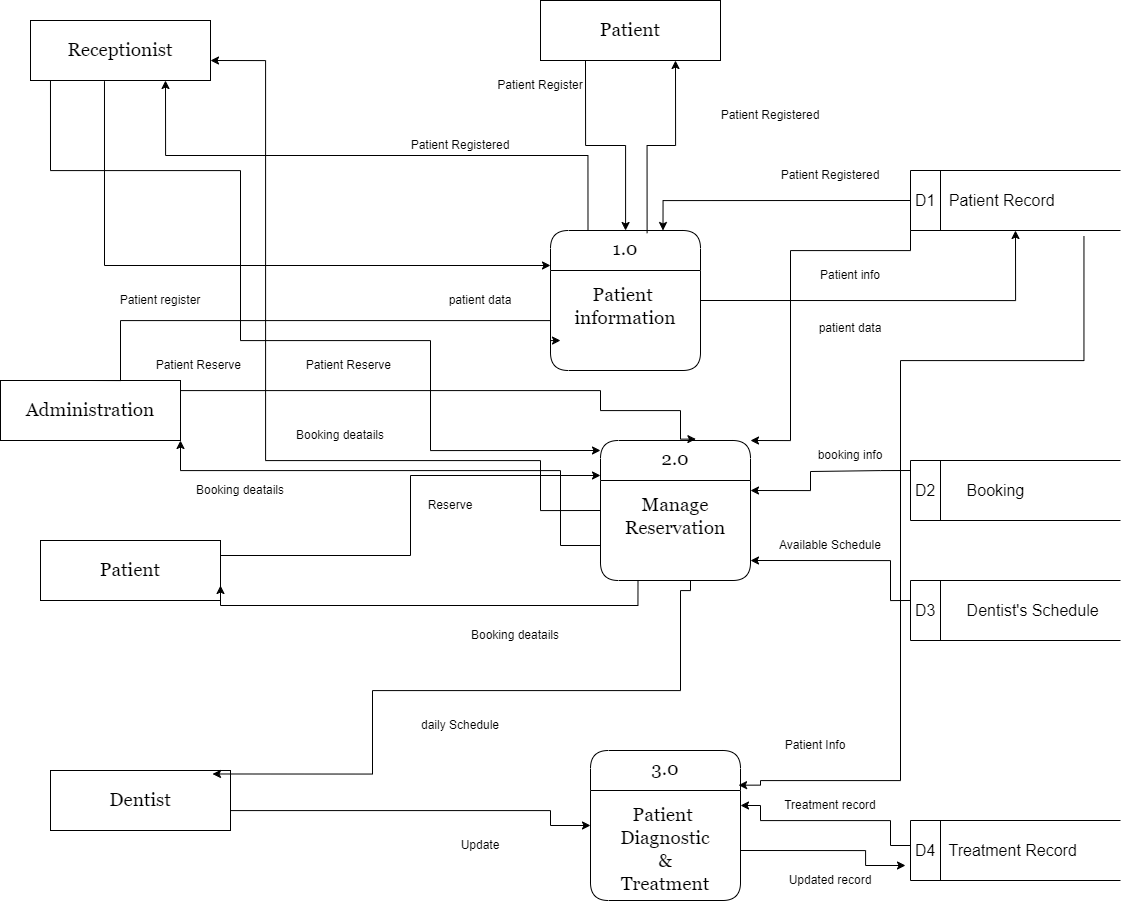 Patient
Receptionist
Patient Register
Patient Registered
Patient Registered
Patient Registered
D1
Patient Record
1.0
Patient
information
Patient info
Patient register
patient data
patient data
Patient Reserve
Patient Reserve
Administration
Booking deatails
2.0
booking info
Booking deatails
D2
Booking
Reserve
Manage
Reservation
Available Schedule
Patient
D3
Dentist's Schedule
Booking deatails
daily Schedule
Patient Info
3.0
Dentist
Treatment record
Patient
Diagnostic
&
Treatment
Update
D4
Treatment Record
Updated record